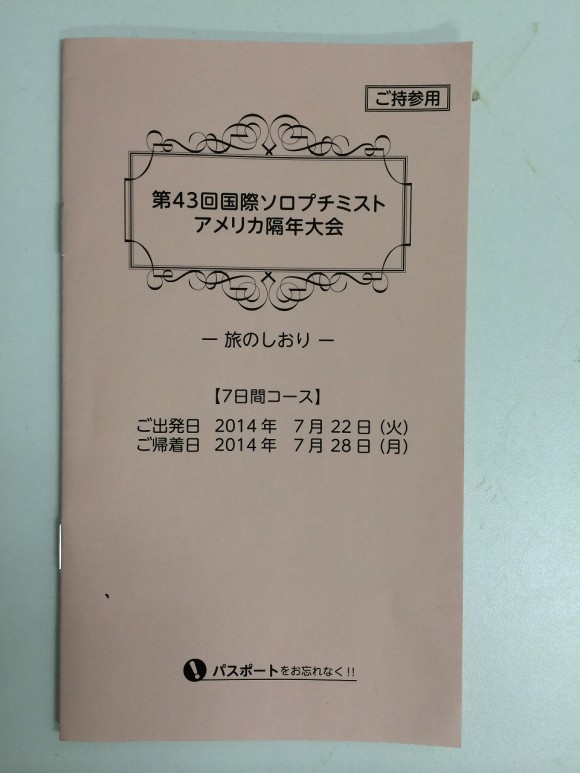 ご持参用
第43回国際ソロプチミスト
アメリカ隔年大会
― 旅のしおり ―
【7日間コース】
ご出発日 2014年 7月22日(火)
ご帰着日 2014年 7月28日(月)
! パスポートをお忘れなく!!